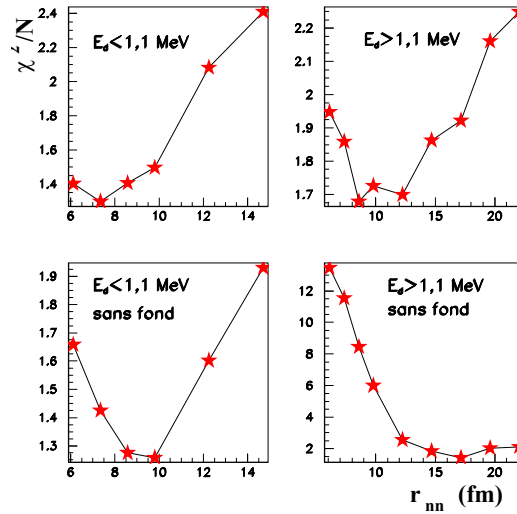 χ²/N
E_d<1,1 MeV
2.4
2.2
2
1.8
1.6
1.4
6 8 10 12 14
E_d>1,1 MeV
2.2
2.1
2
1.9
1.8
1.7
10 15 20
E_d<1,1 MeV
sans fond
1.9
1.8
1.7
1.6
1.5
1.4
1.3
6 8 10 12 14
E_d>1,1 MeV
sans fond
12
10
8
6
4
2
10 15 20
r_nn (fm)